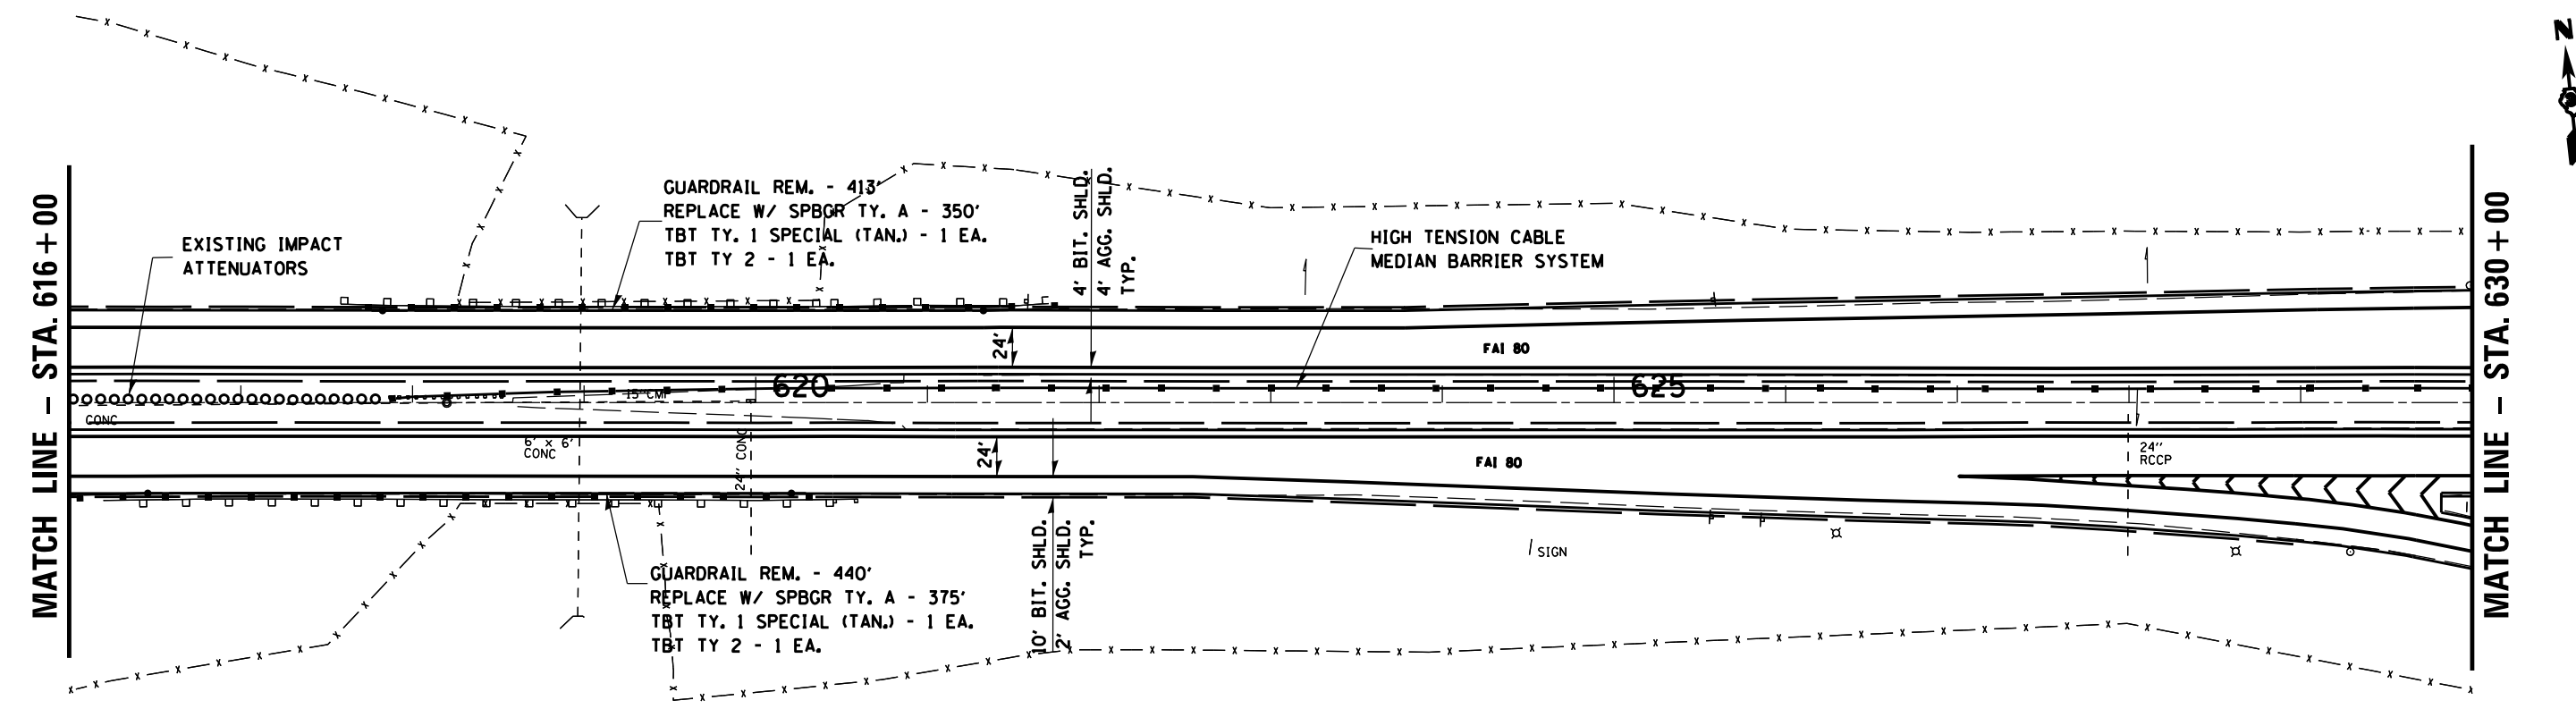 N
MATCH LINE - STA. 616+00
EXISTING IMPACT
ATTENUATORS
GUARDRAIL REM. - 413'
REPLACE W/ SPBGR TY. A - 350'
TBT TY. 1 SPECIAL (TAN.) - 1 EA.
TBT TY 2 - 1 EA.
4' BIT. SHLD.
4' AGG. SHLD.
TYP.
HIGH TENSION CABLE
MEDIAN BARRIER SYSTEM
24'
FAI 80
620
625
15"CMP
8
CONC
6' x 6'
CONC
24" CONC
24'
FAI 80
24"
RCCP
10' BIT. SHLD.
2' AGG. SHLD.
TYP.
SIGN
GUARDRAIL REM. - 440'
REPLACE W/ SPBGR TY. A - 375'
TBT TY. 1 SPECIAL (TAN.) - 1 EA.
TBT TY 2 - 1 EA.
MATCH LINE - STA. 630+00